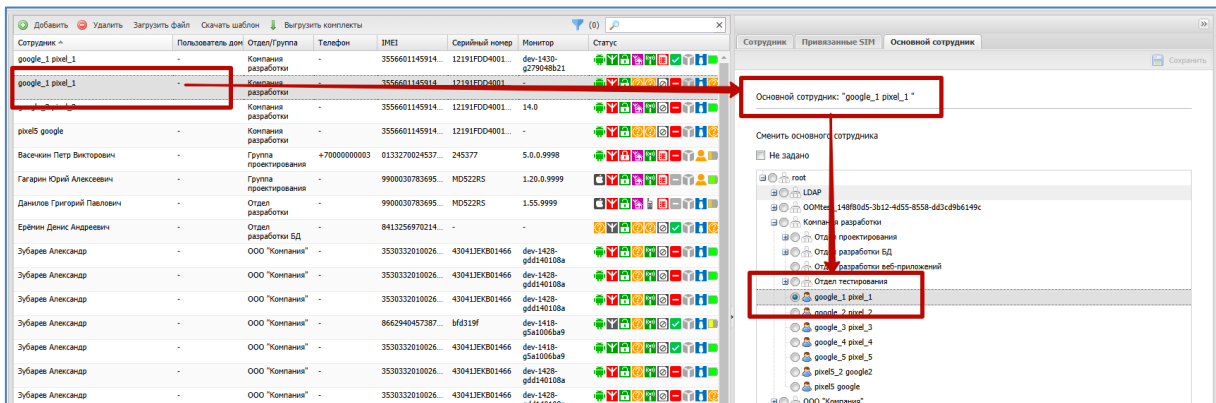 Добавить Удалить Загрузить файл Скачать шаблон Выгрузить комплекты (0)
Сотрудник Пользователь дом Отдел/Группа Телефон IMEI Серийный номер Монитор Статус
google_1 pixel_1 - Компания разработки - 3556601145914... 12191FDD4001... dev-1430-g279048b21
google_1 pixel_1 - Компания разработки - 3556601145914... 12191FDD4001... -
- Компания разработки - 3556601145914... 12191FDD4001... 14.0
pixel5 google - Компания разработки - 3556601145914... 12191FDD4001... -
Васечкин Петр Викторович - Группа проектирования +70000000003 0133270024537... 245377 5.0.0.9998
Гагарин Юрий Алексеевич - Группа проектирования - 9900030783695... MD522RS 1.20.0.9999
Данилов Григорий Павлович - Отдел разработки - 9900030783695... MD522RS 1.55.9999
Ерёмин Денис Андреевич - Отдел разработки БД - 8413256970214... - -
Зубарев Александр - ООО "Компания" - 3530332010026... 43041JEKB01466 dev-1428-gdd140108a
Зубарев Александр - ООО "Компания" - 3530332010026... 43041JEKB01466 dev-1428-gdd140108a
Зубарев Александр - ООО "Компания" - 3530332010026... 43041JEKB01466 dev-1428-gdd140108a
Зубарев Александр - ООО "Компания" - 8662940457387... bfd319f dev-1418-g5a1006ba9
Зубарев Александр - ООО "Компания" - 3530332010026... 43041JEKB01466 dev-1418-g5a1006ba9
Зубарев Александр - ООО "Компания" - 3530332010026... 43041JEKB01466 dev-1428-gdd140108a
Зубарев Александр - ООО "Компания" - 3530332010026... 43041JEKB01466 dev-1428-
Сотрудник Привязанные SIM Основной сотрудник
Сохранить
Основной сотрудник: "google_1 pixel_1 "
Сменить основного сотрудника
Не задано
root
LDAP
OOMtest_148f80d5-3b12-4d55-8558-dd3cd9b6149c
Компания разработки
Отдел проектирования
Отдел разработки БД
Отдел разработки веб-приложений
Отдел тестирования
google_1 pixel_1
google_2 pixel_2
google_3 pixel_3
google_4 pixel_4
google_5 pixel_5
pixel5_2 google2
pixel5 google
ООО "Компания"